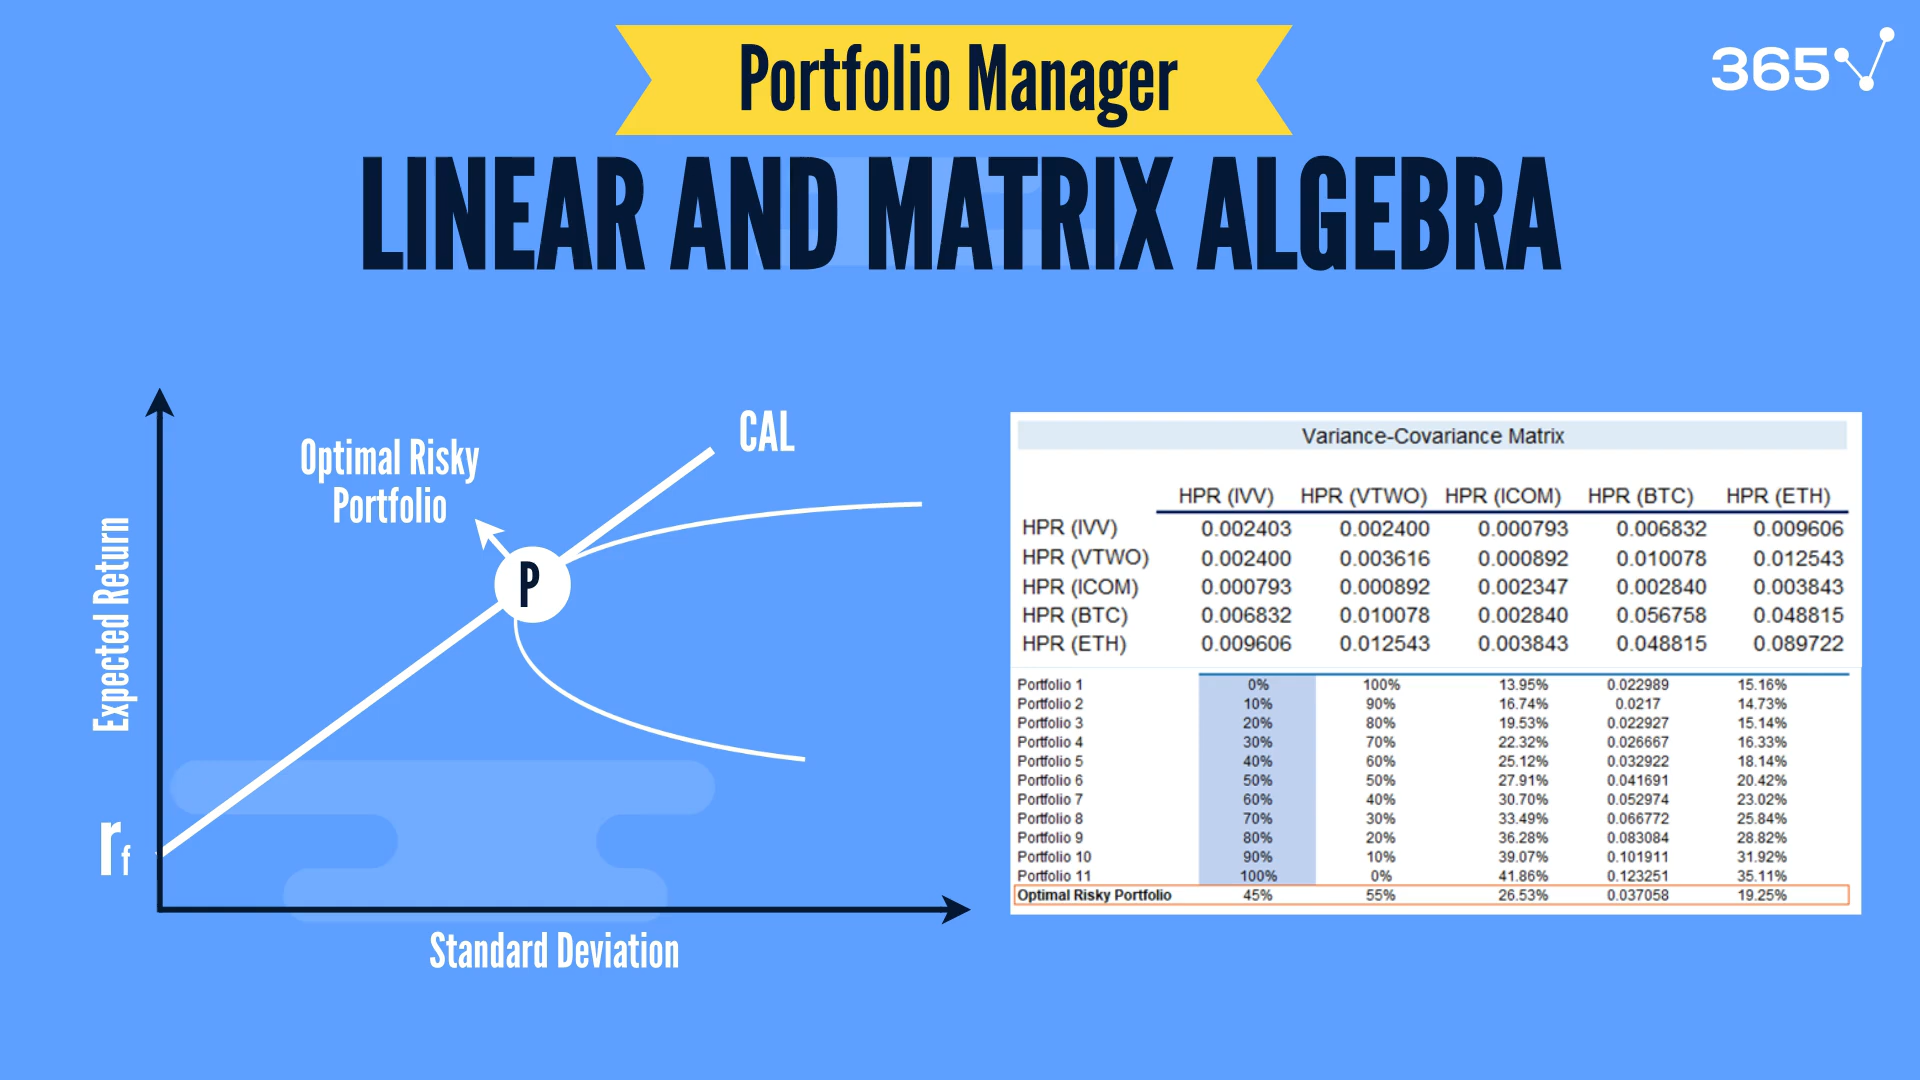 Portfolio Manager
365
LINEAR AND MATRIX ALGEBRA
CAL
Optimal Risky
Portfolio
P
Expected Return
rf
Standard Deviation
Variance-Covariance Matrix
HPR (IVV) HPR (VTWO) HPR (ICOM) HPR (BTC) HPR (ETH)
HPR (IVV) 0.002403 0.002400 0.000793 0.006832 0.009606
HPR (VTWO) 0.002400 0.003616 0.000892 0.010078 0.012543
HPR (ICOM) 0.000793 0.000892 0.002347 0.002840 0.003843
HPR (BTC) 0.006832 0.010078 0.002840 0.056758 0.048815
HPR (ETH) 0.009606 0.012543 0.003843 0.048815 0.089722
Portfolio 1 0% 100% 13.95% 0.022989 15.16%
Portfolio 2 10% 90% 16.74% 0.0217 14.73%
Portfolio 3 20% 80% 19.53% 0.022927 15.14%
Portfolio 4 30% 70% 22.32% 0.026667 16.33%
Portfolio 5 40% 60% 25.12% 0.032922 18.14%
Portfolio 6 50% 50% 27.91% 0.041691 20.42%
Portfolio 7 60% 40% 30.70% 0.052974 23.02%
Portfolio 8 70% 30% 33.49% 0.066772 25.84%
Portfolio 9 80% 20% 36.28% 0.083084 28.82%
Portfolio 10 90% 10% 39.07% 0.101911 31.92%
Portfolio 11 100% 0% 41.86% 0.123251 35.11%
Optimal Risky Portfolio 45% 55% 26.53% 0.037058 19.25%